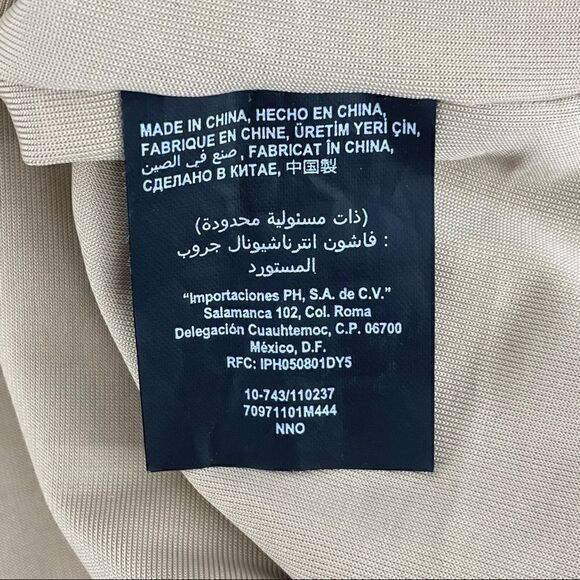 MADE IN CHINA, HECHO EN CHINA,
FABRIQUE EN CHINE, ÜRETİM YERİ ÇİN,
صنع في الصين , FABRICAT ÎN CHINA,
СДЕЛАНО В КИТАЕ, 中国製
(ذات مسئولية محدودة)
فاشون انترناشيونال جروب :
المستورد
"Importaciones PH, S.A. de C.V."
Salamanca 102, Col. Roma
Delegación Cuauhtemoc, C.P. 06700
México, D.F.
RFC: IPH050801DY5
10-743/110237
70971101M444
NNO